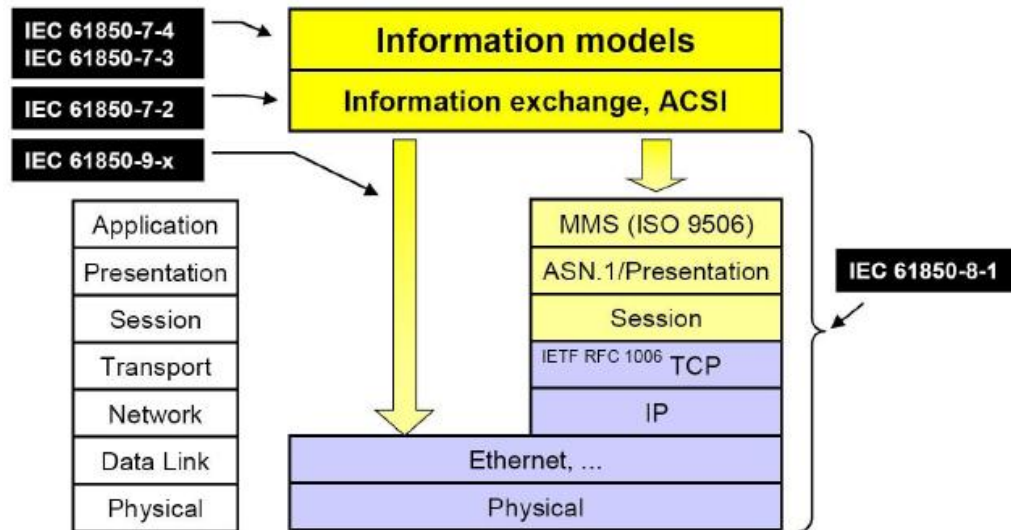 IEC 61850-7-4
IEC 61850-7-3
IEC 61850-7-2
IEC 61850-9-x
Information models
Information exchange, ACSI
Application
Presentation
Session
Transport
Network
Data Link
Physical
MMS (ISO 9506)
ASN.1/Presentation
Session
IETF RFC 1006 TCP
IP
Ethernet, ...
Physical
IEC 61850-8-1